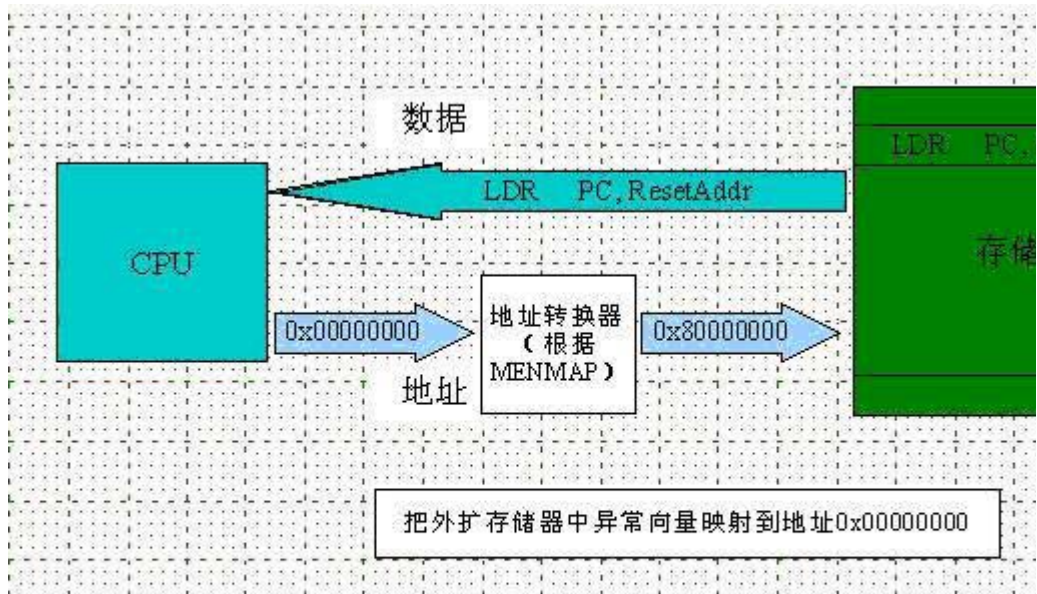 数据
LDR PC,
LDR PC,ResetAddr
CPU
存储
0x00000000
地址转换器
(根据
MENMAP)
0x80000000
地址
把外扩存储器中异常向量映射到地址0x00000000